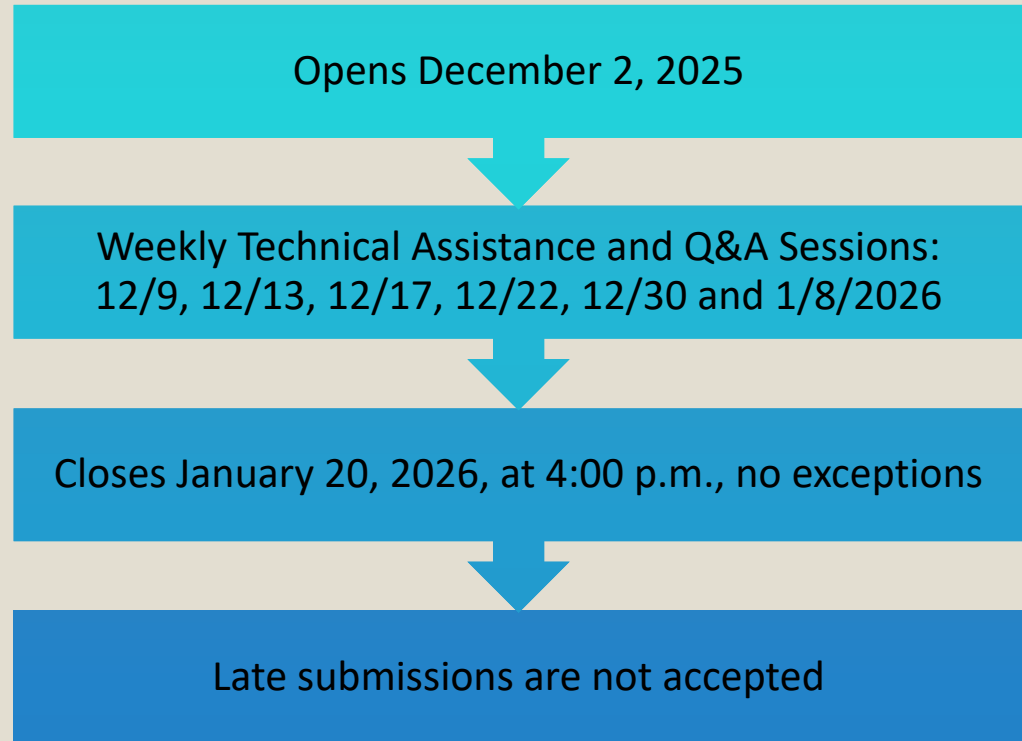 Opens December 2, 2025
Weekly Technical Assistance and Q&A Sessions:
12/9, 12/13, 12/17, 12/22, 12/30 and 1/8/2026
Closes January 20, 2026, at 4:00 p.m., no exceptions
Late submissions are not accepted